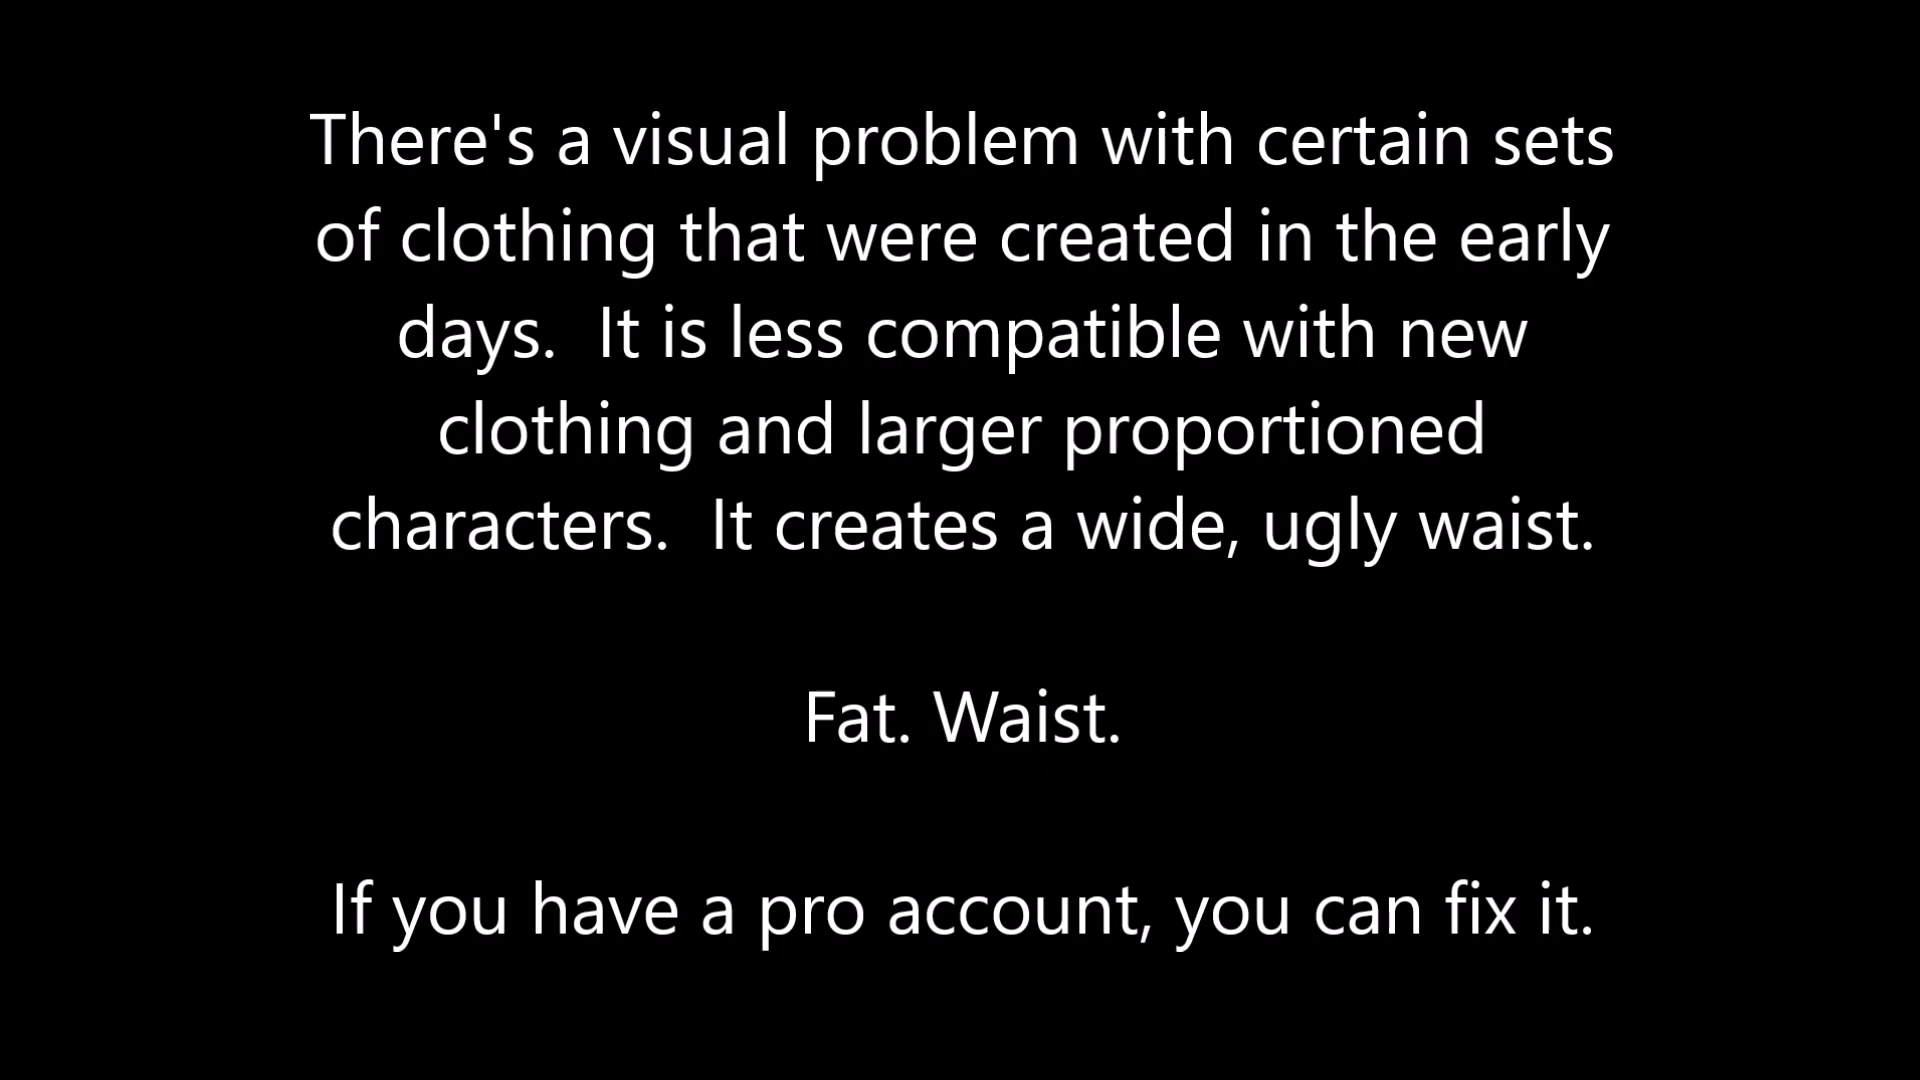 There's a visual problem with certain sets
of clothing that were created in the early
days.  It is less compatible with new
clothing and larger proportioned
characters.  It creates a wide, ugly waist.
Fat. Waist.
If you have a pro account, you can fix it.